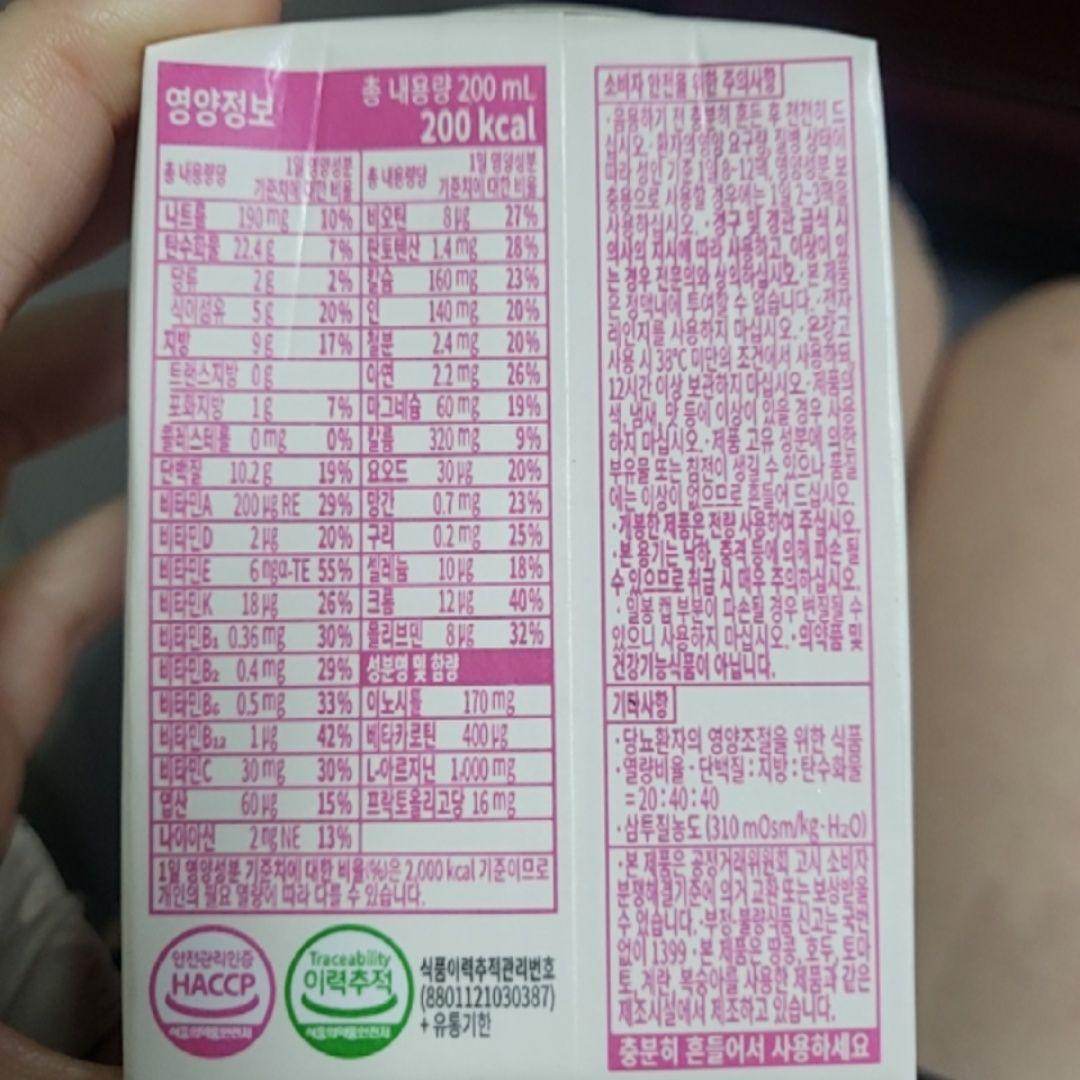 영양정보
총 내용량 200 mL
200 kcal
총 내용량당 1일 영양성분 기준치에 대한 비율
총 내용량당 1일 영양성분 기준치에 대한 비율
나트륨 190 mg 10% 비오틴 8 μg 27%
탄수화물 22.4 g 7% 판토텐산 1.4 mg 28%
당류 2 g 2% 칼슘 160 mg 23%
식이섬유 5 g 20% 인 140 mg 20%
지방 9 g 17% 철분 2.4 mg 20%
트랜스지방 0 g 아연 2.2 mg 26%
포화지방 1 g 7% 마그네슘 60 mg 19%
콜레스테롤 0 mg 0% 칼륨 320 mg 9%
단백질 10.2 g 19% 요오드 30 μg 20%
비타민A 200 μg RE 29% 망간 0.7 mg 23%
비타민D 2 μg 20% 구리 0.2 mg 25%
비타민E 6 mgα-TE 55% 셀레늄 10 μg 18%
비타민K 18 μg 26% 크롬 12 μg 40%
비타민B₁ 0.36 mg 30% 몰리브덴 8 μg 32%
비타민B₂ 0.4 mg 29% 성분명 및 함량
비타민B₆ 0.5 mg 33% 이노시톨 170 mg
비타민B₁₂ 1 μg 42% 베타카로틴 400 μg
비타민C 30 mg 30% L-아르지닌 1,000 mg
엽산 60 μg 15% 프락토올리고당 16 mg
나이아신 2 mg NE 13%
1일 영양성분 기준치에 대한 비율(%)은 2,000 kcal 기준이므로
개인의 필요 열량에 따라 다를 수 있습니다.
안전관리인증
HACCP
식품의약품안전처
Traceability
이력추적
식품의약품안전처
식품이력추적관리번호
(8801121030387)
+ 유통기한
소비자 안전을 위한 주의사항
· 음용하기 전 충분히 흔든 후 천천히 드
십시오. · 환자의 영양 요구량, 질병 상태에
따라 성인 기준 1일 8~12팩, 영양성분 보
충용으로 사용할 경우에는 1일 2~3팩을
사용하십시오. · 경구 및 경관 급식 시
의사의 지시에 따라 사용하고, 이상이 있
는 경우 전문의와 상의하십시오. · 본 제품
은 정맥내에 투여할 수 없습니다. · 전자
레인지를 사용하지 마십시오. · 온장고
사용 시 38℃ 미만의 조건에서 사용하되
12시간 이상 보관하지 마십시오. · 제품의
색, 냄새, 맛 등에 이상이 있을 경우 사용
하지 마십시오. · 제품 고유 성분에 의한
부유물 또는 침전이 생길 수 있으나 품질
에는 이상이 없으므로 흔들어 드십시오.
· 개봉한 제품은 전량 사용하여 주십시오.
· 본 용기는 낙하, 충격 등에 의해 파손 될
수 있으므로 취급 시 매우 주의하십시오.
· 밀봉 캡 부분이 파손될 경우 변질될 수
있으니 사용하지 마십시오. · 의약품 및
건강기능식품이 아닙니다.
기타사항
· 당뇨환자의 영양조절을 위한 식품
· 열량비율 - 단백질 : 지방 : 탄수화물
= 20 : 40 : 40
· 삼투질농도 (310 mOsm/kg·H₂O)
· 본 제품은 공정거래위원회 고시 소비자
분쟁해결기준에 의거 교환 또는 보상받을
수 있습니다. · 부정·불량식품 신고는 국번
없이 1399 · 본 제품은 땅콩, 호두, 토마
토, 계란, 복숭아를 사용한 제품과 같은
제조시설에서 제조하고 있습니다.
충분히 흔들어서 사용하세요